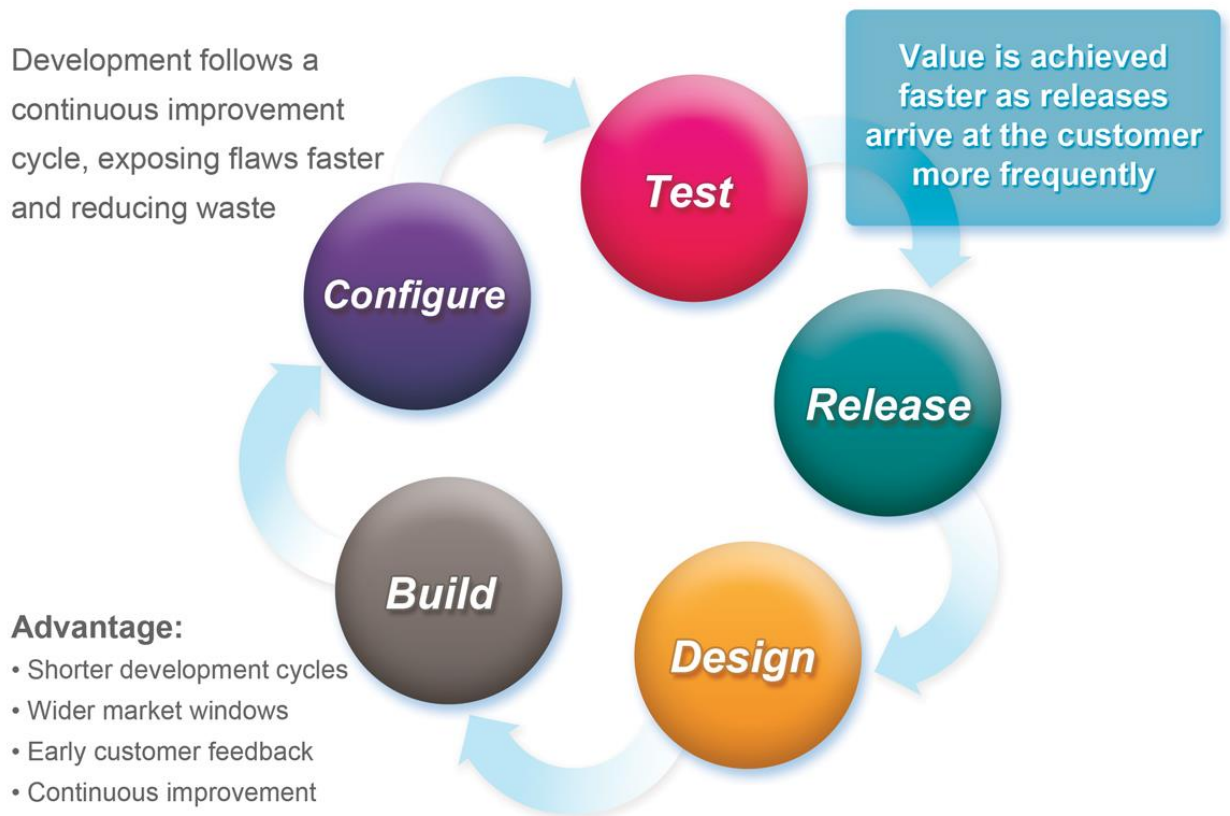 Development follows a
continuous improvement
cycle, exposing flaws faster
and reducing waste
Value is achieved
faster as releases
arrive at the customer
more frequently
Test
Configure
Release
Build
Design
Advantage:
• Shorter development cycles
• Wider market windows
• Early customer feedback
• Continuous improvement